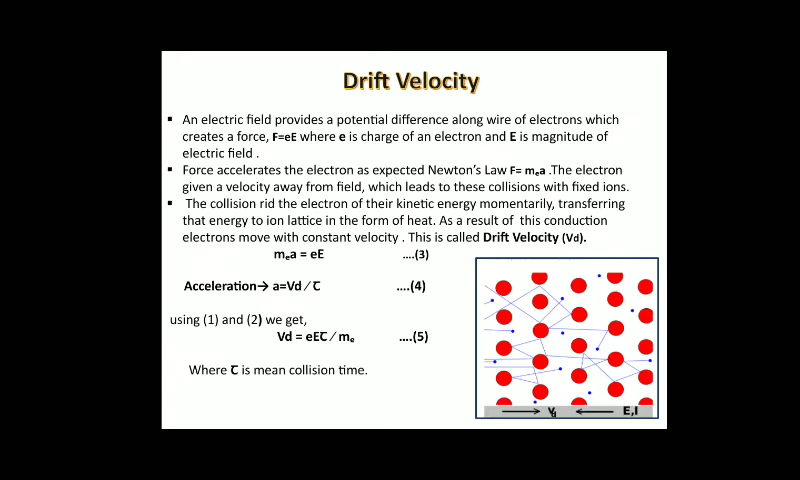 Drift Velocity
▪ An electric field provides a potential difference along wire of electrons which
creates a force, F=eE where e is charge of an electron and E is magnitude of
electric field .
▪ Force accelerates the electron as expected Newton's Law F= mₑa .The electron
given a velocity away from field, which leads to these collisions with fixed ions.
▪ The collision rid the electron of their kinetic energy momentarily, transferring
that energy to ion lattice in the form of heat. As a result of this conduction
electrons move with constant velocity . This is called Drift Velocity (Vd).
mₑa = eE ....(3)
Acceleration→ a=Vd ∕ Ʈ ....(4)
using (1) and (2) we get,
Vd = eEƮ ∕ mₑ ....(5)
Where Ʈ is mean collision time.
→ Vd ← E,I